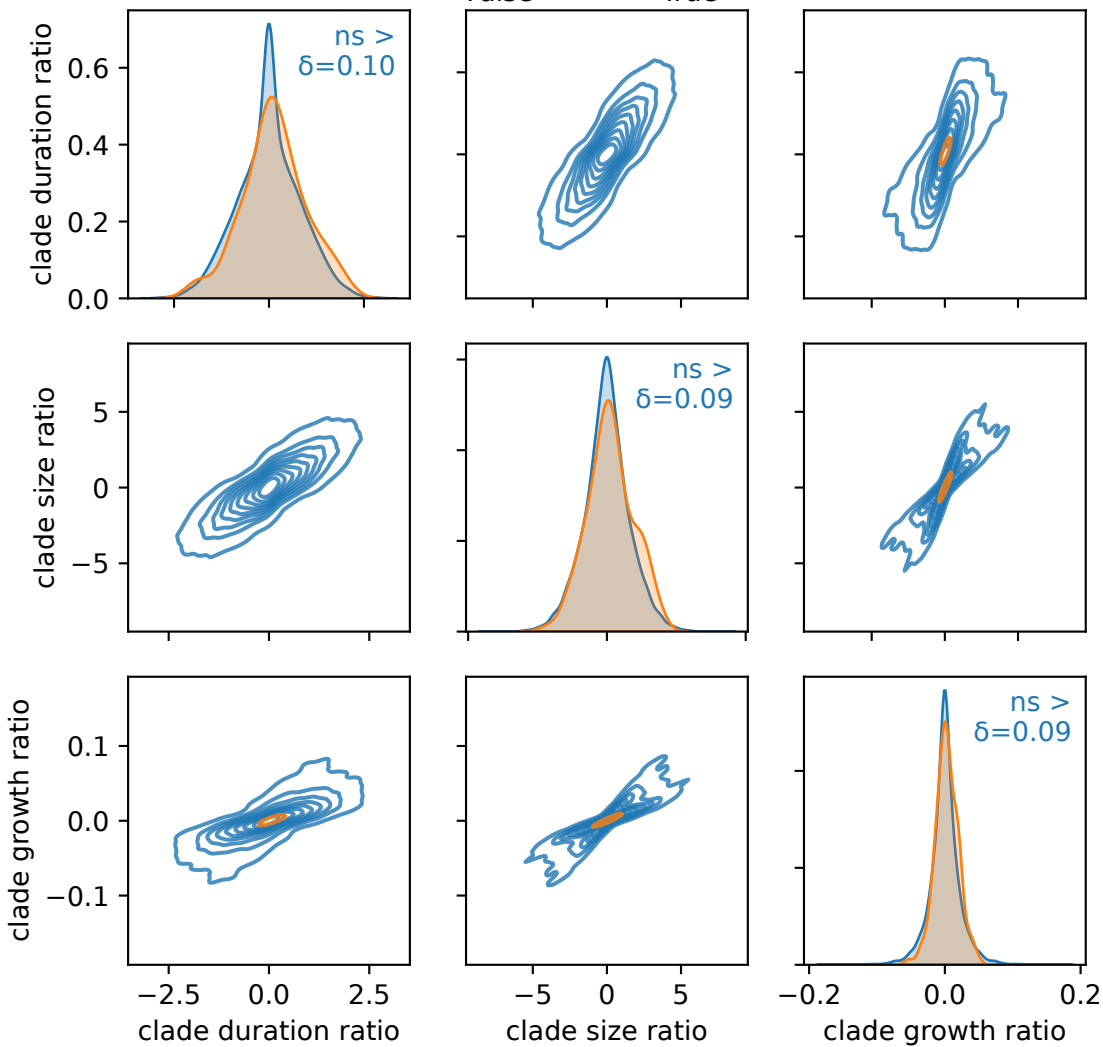 clade duration ratio
0.6
0.4
0.2
0.0
ns >
δ=0.10
clade size ratio
5
0
−5
ns >
δ=0.09
clade growth ratio
0.1
0.0
−0.1
ns >
δ=0.09
−2.5 0.0 2.5
−5 0 5
−0.2 0.0 0.2
clade duration ratio
clade size ratio
clade growth ratio